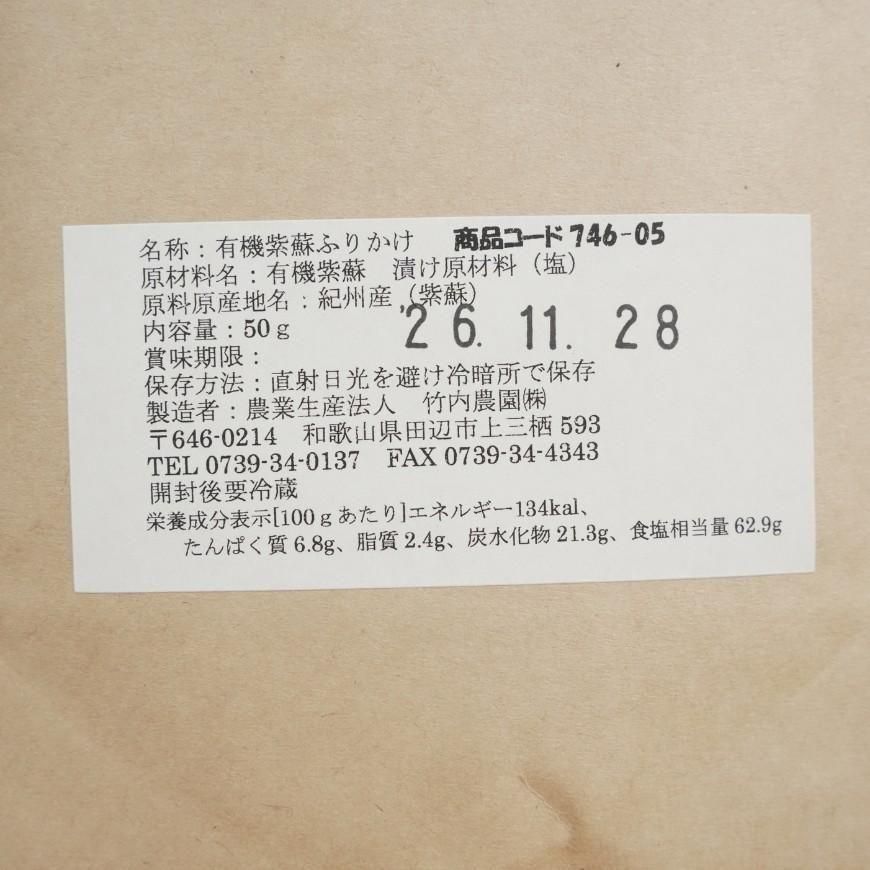 名称：有機紫蘇ふりかけ　商品コード 746-05
原材料名：有機紫蘇　漬け原材料（塩）
原料原産地名：紀州産（紫蘇）
内容量：50ｇ
賞味期限：'26. 11. 28
保存方法：直射日光を避け冷暗所で保存
製造者：農業生産法人　竹内農園㈱
〒646-0214　和歌山県田辺市上三栖 593
TEL 0739-34-0137　FAX 0739-34-4343
開封後要冷蔵
栄養成分表示[100ｇあたり]エネルギー134kal、
たんぱく質 6.8g、脂質 2.4g、炭水化物 21.3g、食塩相当量 62.9g